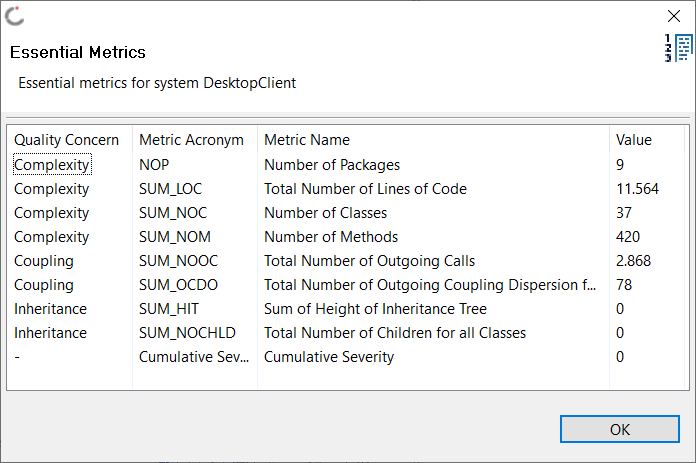 Essential Metrics
1
2
3
Essential metrics for system DesktopClient
Quality Concern Metric Acronym Metric Name Value
Complexity NOP Number of Packages 9
Complexity SUM_LOC Total Number of Lines of Code 11.564
Complexity SUM_NOC Number of Classes 37
Complexity SUM_NOM Number of Methods 420
Coupling SUM_NOOC Total Number of Outgoing Calls 2.868
Coupling SUM_OCDO Total Number of Outgoing Coupling Dispersion f... 78
Inheritance SUM_HIT Sum of Height of Inheritance Tree 0
Inheritance SUM_NOCHLD Total Number of Children for all Classes 0
- Cumulative Sev... Cumulative Severity 0
OK